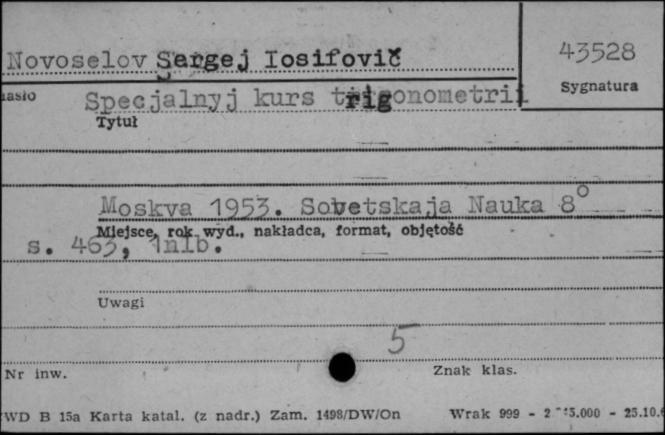 Novoselov Sergej Iosifovič
43528
Sygnatura
Specjalnyj kurs trigonometrii
Tytuł
Moskva 1953. Sovetskaja Nauka 8°
Miejsce, rok wyd., nakładca, format, objętość
s. 463, 1nlb.
Uwagi
5
Nr inw.
Znak klas.
WD B 15a Karta katal. (z nadr.) Zam. 1498/DW/On Wrak 999 -